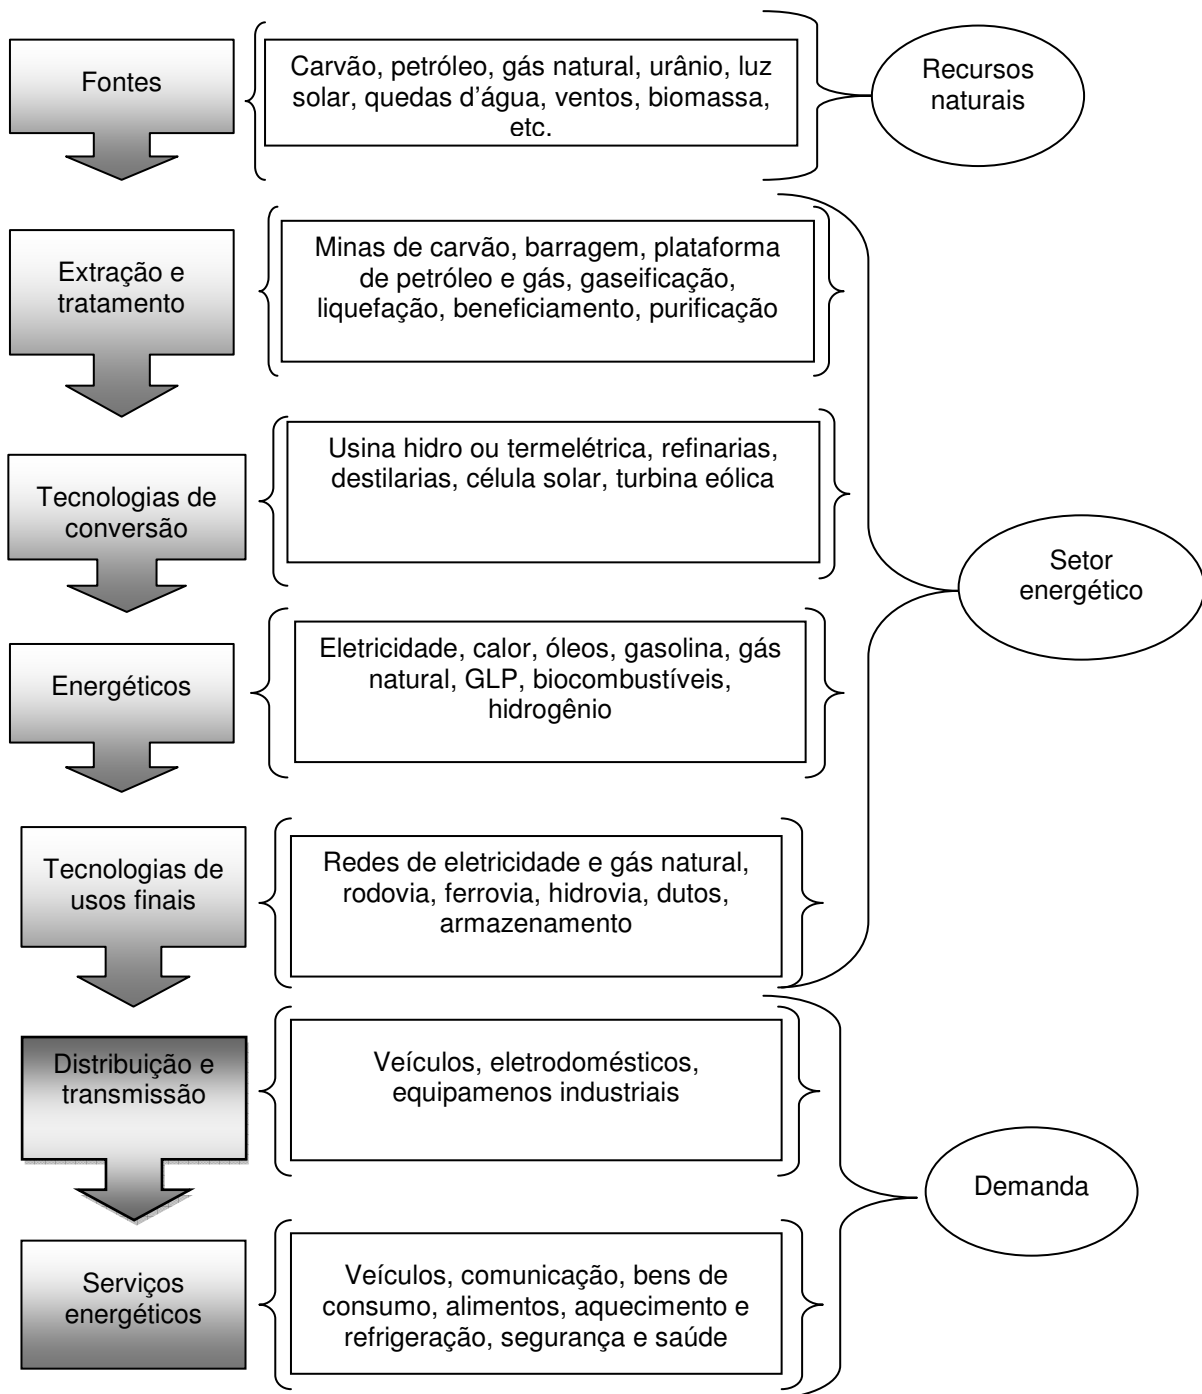 Fontes
Carvão, petróleo, gás natural, urânio, luz
solar, quedas d’água, ventos, biomassa,
etc.
Recursos
naturais
Extração e
tratamento
Minas de carvão, barragem, plataforma
de petróleo e gás, gaseificação,
liquefação, beneficiamento, purificação
Tecnologias de
conversão
Usina hidro ou termelétrica, refinarias,
destilarias, célula solar, turbina eólica
Setor
energético
Energéticos
Eletricidade, calor, óleos, gasolina, gás
natural, GLP, biocombustíveis,
hidrogênio
Tecnologias de
usos finais
Redes de eletricidade e gás natural,
rodovia, ferrovia, hidrovia, dutos,
armazenamento
Distribuição e
transmissão
Veículos, eletrodomésticos,
equipamenos industriais
Demanda
Serviços
energéticos
Veículos, comunicação, bens de
consumo, alimentos, aquecimento e
refrigeração, segurança e saúde